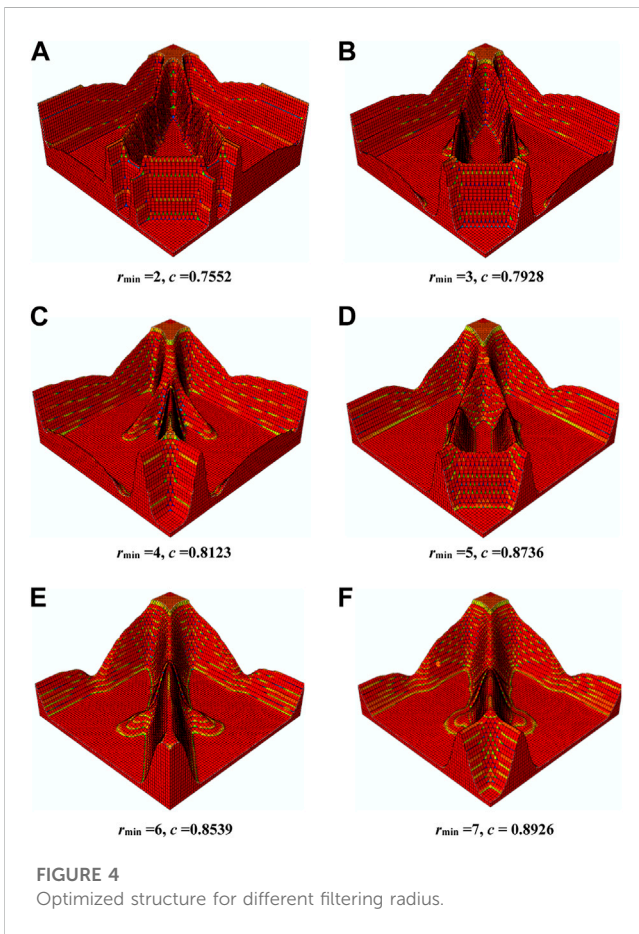 A
B
r_min =2, c =0.7552
r_min =3, c =0.7928
C
D
r_min =4, c =0.8123
r_min =5, c =0.8736
E
F
r_min =6, c =0.8539
r_min =7, c =0.8926
FIGURE 4
Optimized structure for different filtering radius.